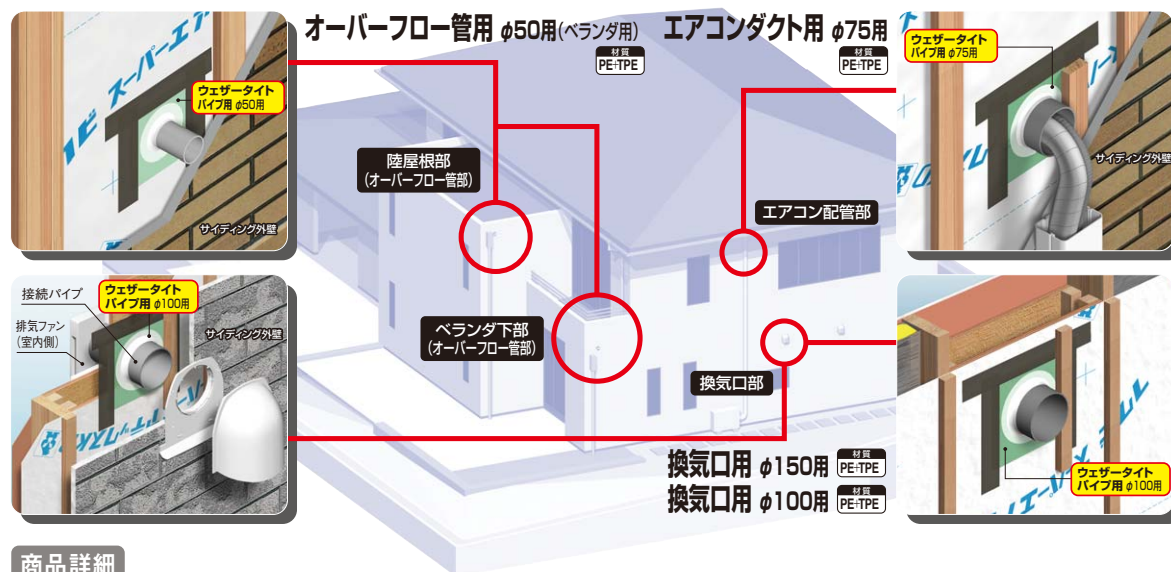 オーバーフロー管用 φ50用(ベランダ用)
材質
PE+TPE
エアコンダクト用 φ75用
材質
PE+TPE
ウェザータイト
パイプ用 φ50用
スーパーエア
サイディング外壁
ウェザータイト
パイプ用 φ75用
サイディング外壁
陸屋根部
(オーバーフロー管部)
エアコン配管部
ベランダ下部
(オーバーフロー管部)
換気口部
接続パイプ
ウェザータイト
パイプ用 φ100用
排気ファン
(室内側)
サイディング外壁
ウェザータイト
パイプ用 φ100用
換気口用 φ150用
材質
PE+TPE
換気口用 φ100用
材質
PE+TPE
商品詳細